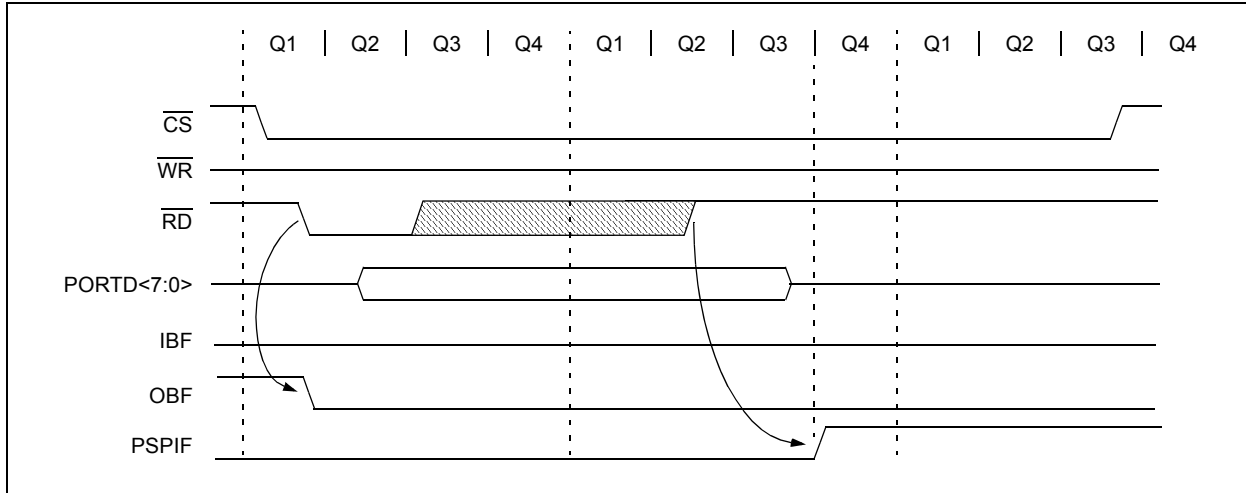 Q1 | Q2 | Q3 | Q4 Q1 | Q2 | Q3 Q4 Q1 | Q2 | Q3 | Q4
CS
WR
RD
PORTD<7:0>
IBF
OBF
PSPIF